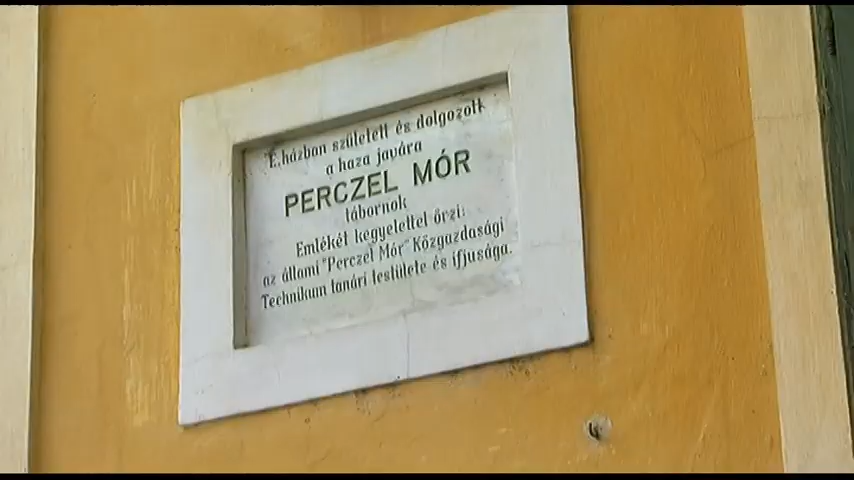 E házban született és dolgozott
a haza javára
PERCZEL MÓR
tábornok
Emlékét kegyelettel őrzi:
az állami "Perczel Mór" Közgazdasági
Technikum tanári testülete és ifjusága.